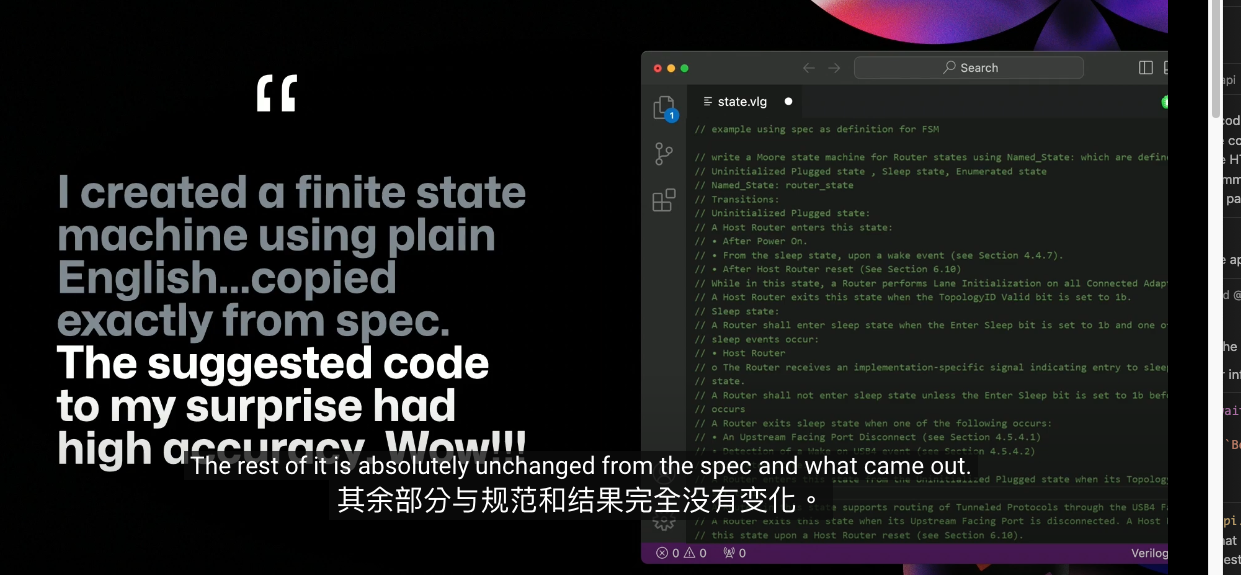 “
I created a finite state
machine using plain
English...copied
exactly from spec.
The suggested code
to my surprise had
high accuracy. Wow!!!
Search
1
state.vlg
// example using spec as definition for FSM
// write a Moore state machine for Router states using Named_State: which are define
// Uninitialized Plugged state , Sleep state, Enumerated state
// Named_State: router_state
// Transitions:
// Uninitialized Plugged state:
// A Host Router enters this state:
// • After Power On.
// • From the sleep state, upon a wake event (see Section 4.4.7).
// • After Host Router reset (See Section 6.10)
// While in this state, a Router performs Lane Initialization on all Connected Adap
// A Host Router exits this state when the TopologyID Valid bit is set to 1b.
// Sleep state:
// A Router shall enter sleep state when the Enter Sleep bit is set to 1b and one o
// sleep events occur:
// • Host Router
// o The Router receives an implementation-specific signal indicating entry to slee
// state.
// A Router shall not enter sleep state unless the Enter Sleep bit is set to 1b bef
// occurs
// A Router exits sleep state when one of the following occurs:
// • An Upstream Facing Port Disconnect (see Section 4.5.4.1)
// • Detection of a Wake on USB4 event (see Section 4.5.4.2)
Router enters this state from the Uninitialized Plugged state when its Topolog
state supports routing of Tunneled Protocols through the USB4 F
// A Router exits this state when its Upstream Facing Port is disconnected. A Host
// this state upon a Host Router reset (see Section 6.10).
0 0 0
Verilog
The rest of it is absolutely unchanged from the spec and what came out.
其余部分与规范和结果完全没有变化。